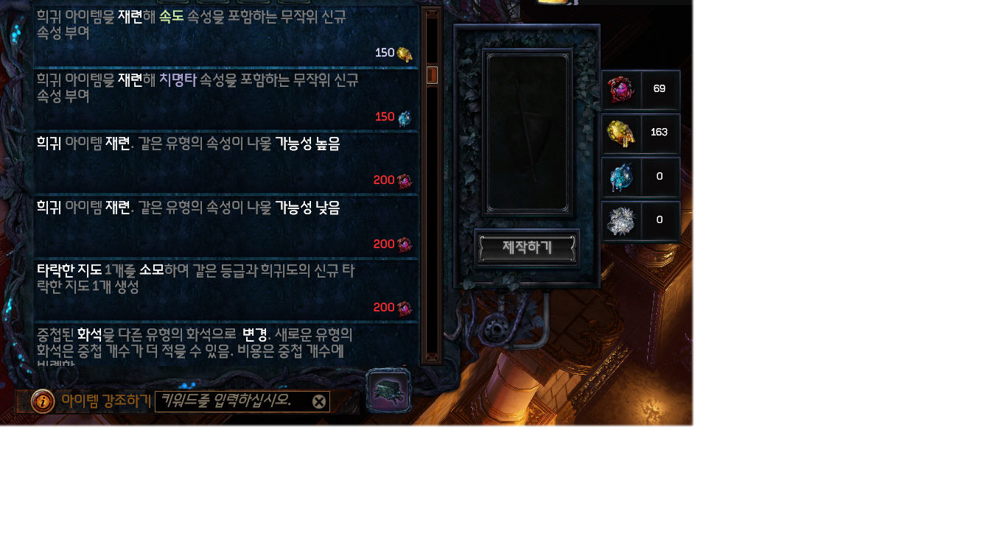 희귀 아이템을 재련해 속도 속성을 포함하는 무작위 신규
속성 부여
150
희귀 아이템을 재련해 치명타 속성을 포함하는 무작위 신규
속성 부여
150
희귀 아이템 재련. 같은 유형의 속성이 나올 가능성 높음
200
희귀 아이템 재련. 같은 유형의 속성이 나올 가능성 낮음
200
타락한 지도 1개를 소모하여 같은 등급과 희귀도의 신규 타
락한 지도 1개 생성
200
중첩된 화석을 다른 유형의 화석으로 변경. 새로운 유형의
화석은 중첩 개수가 더 적을 수 있음. 비용은 중첩 개수에
아이템 강조하기 키워드를 입력하십시오.
제작하기
69
163
0
0